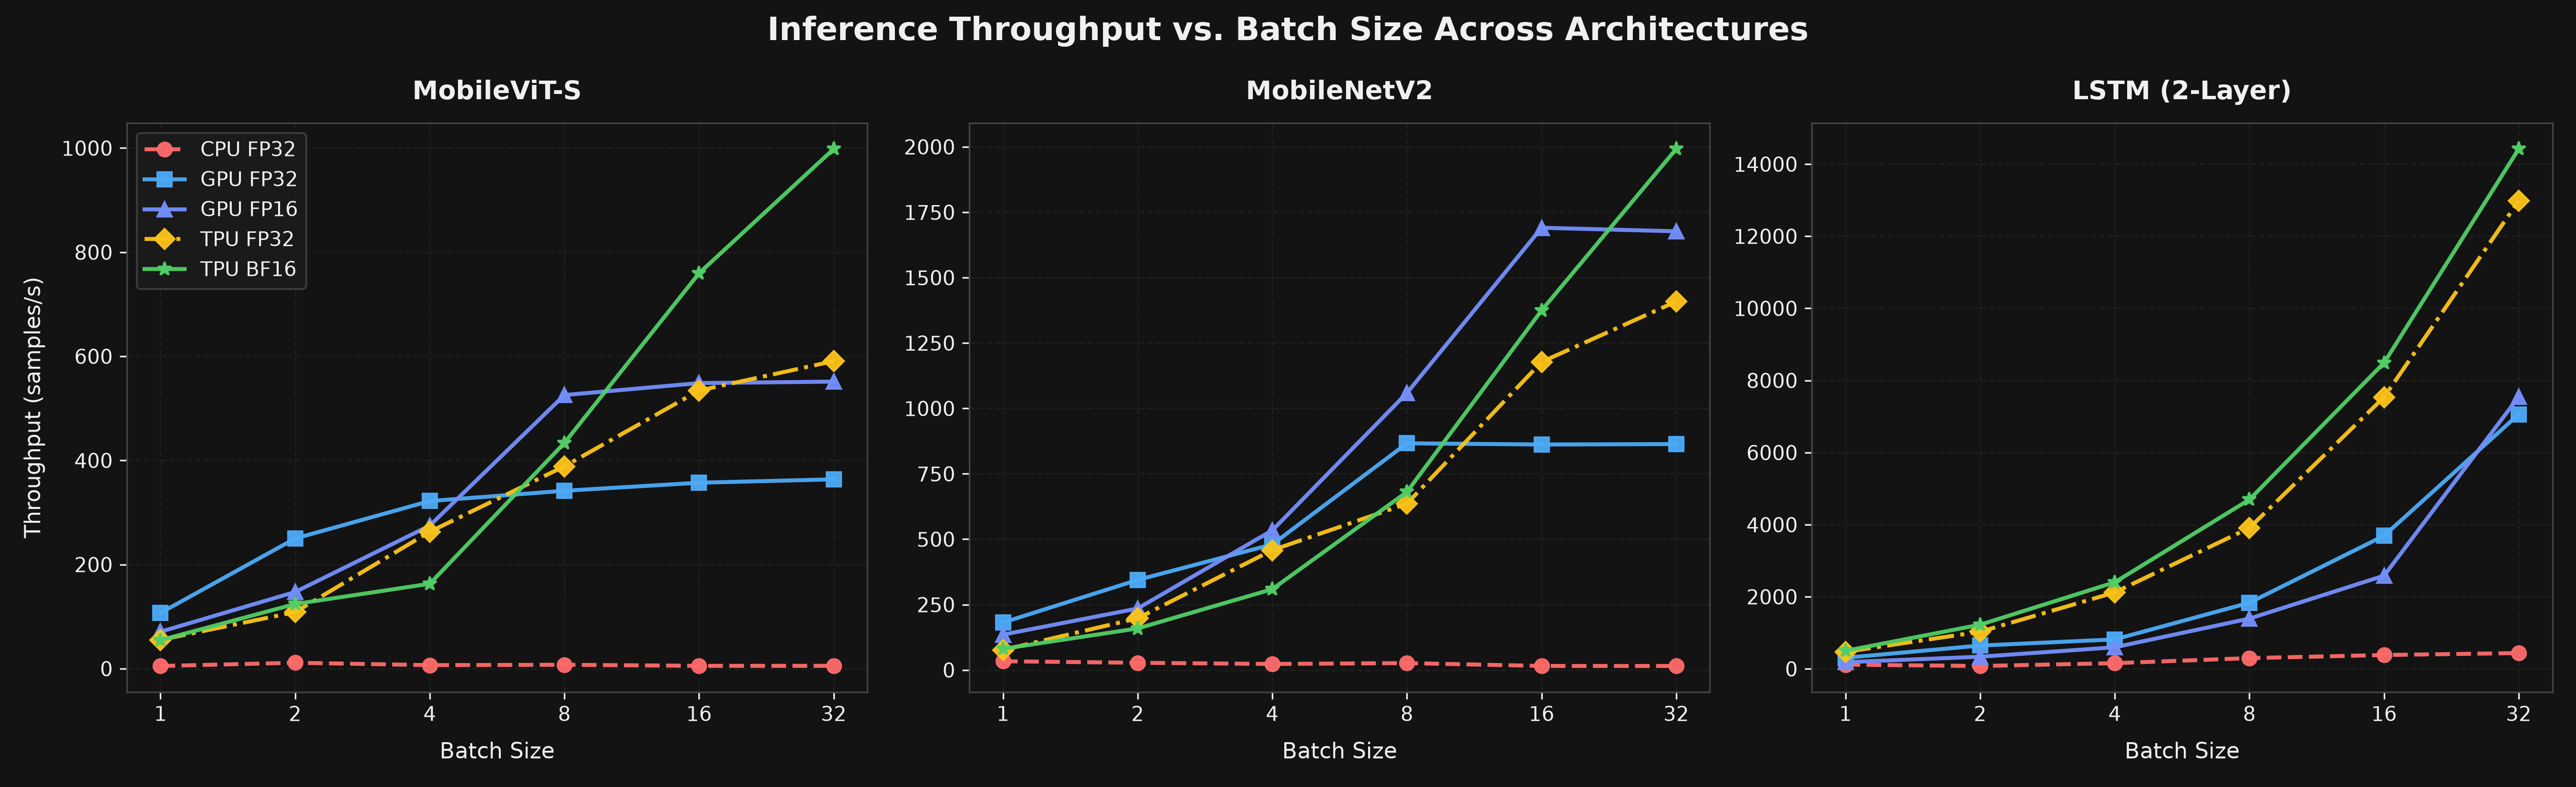 Inference Throughput vs. Batch Size Across Architectures
MobileViT-S
Throughput (samples/s)
1000
800
600
400
200
0
CPU FP32
GPU FP32
GPU FP16
TPU FP32
TPU BF16
1 2 4 8 16 32
Batch Size
MobileNetV2
2000
1750
1500
1250
1000
750
500
250
0
1 2 4 8 16 32
Batch Size
LSTM (2-Layer)
14000
12000
10000
8000
6000
4000
2000
0
1 2 4 8 16 32
Batch Size